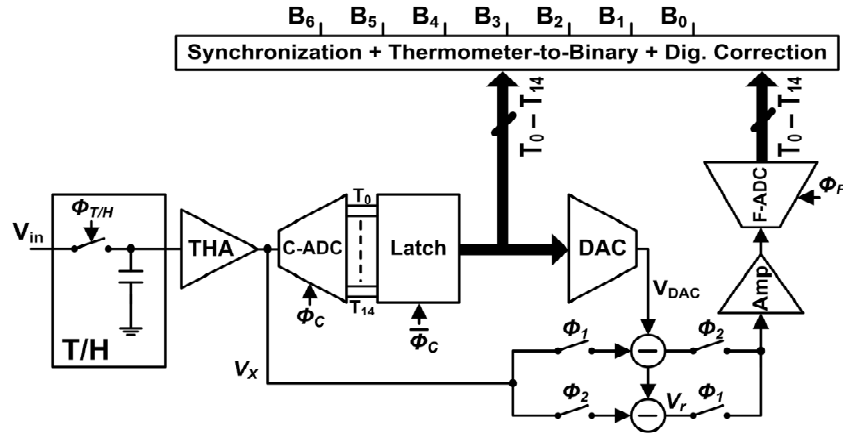 B6 B5 B4 B3 B2 B1 B0
Synchronization + Thermometer-to-Binary + Dig. Correction
T0 – T14
T0 – T14
ΦT/H
Vin
T/H
THA
C-ADC
ΦC
T0
T14
Latch
Φ̅C
DAC
VDAC
F-ADC
ΦF
Amp
VX
Φ1
Φ2
Φ2
Vr
Φ1